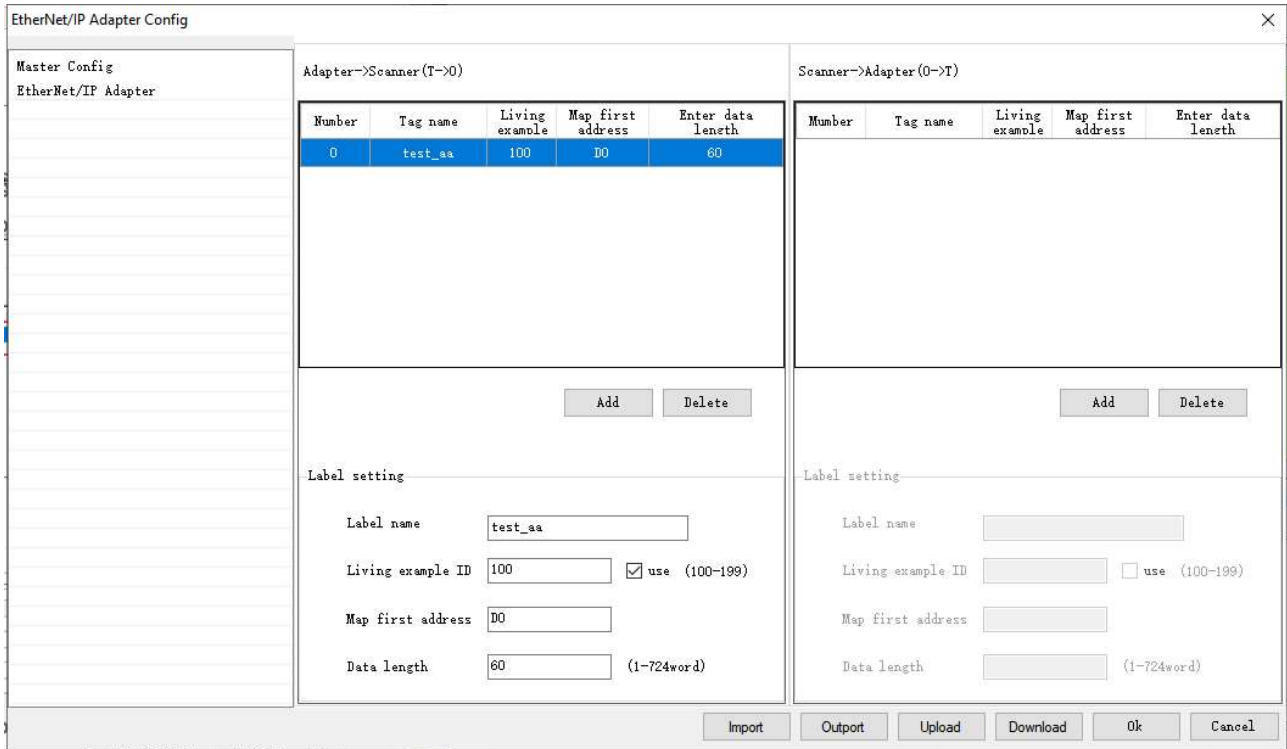 EtherNet/IP Adapter Config
Master Config
EtherNet/IP Adapter
Adapter->Scanner(T->O)
Number Tag name Living example Map first address Enter data length
0 test_aa 100 D0 60
Add Delete
Label setting
Label name test_aa
Living example ID 100 use (100-199)
Map first address D0
Data length 60 (1-724word)
Scanner->Adapter(O->T)
Mumber Tag name Living example Map first address Enter data length
Add Delete
Label setting
Label name
Living example ID use (100-199)
Map first address
Data length (1-724word)
Import Outport Upload Download Ok Cancel